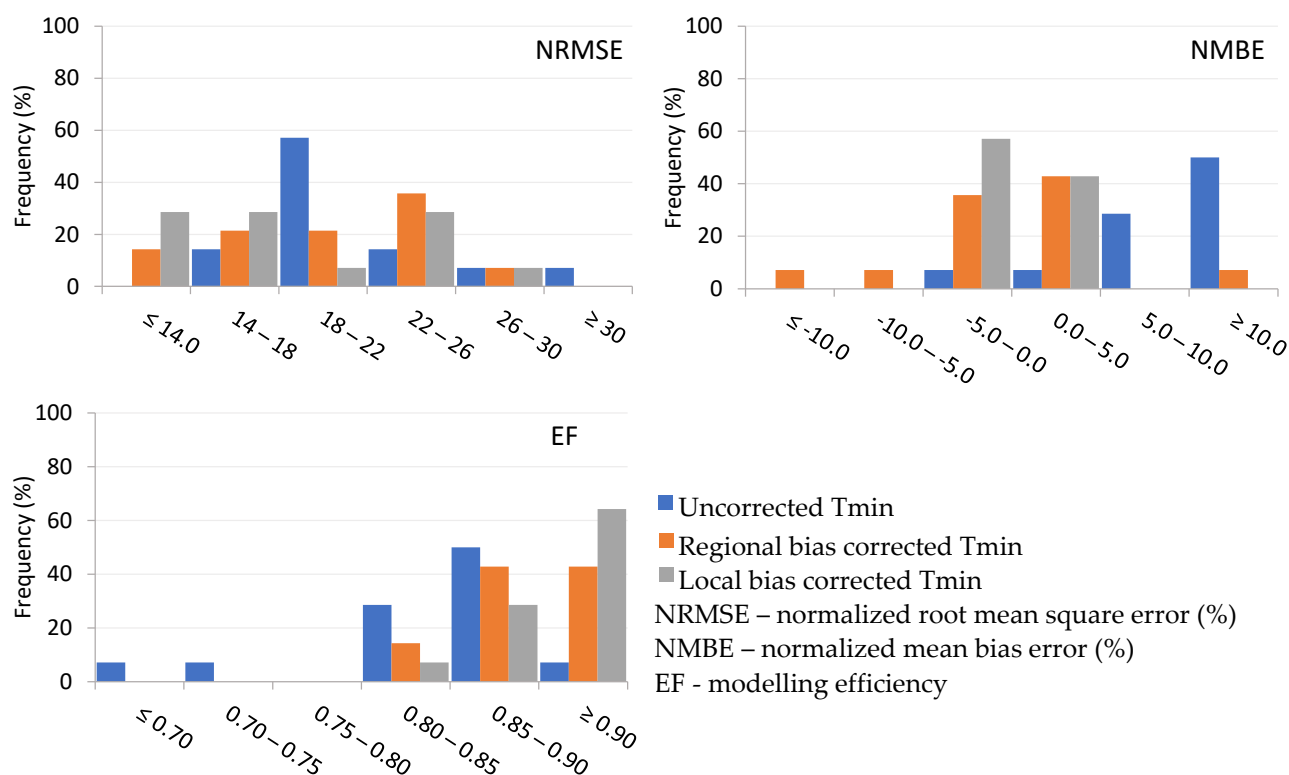 NRMSE
Frequency (%)
100
80
60
40
20
0
≤ 14.0
14 – 18
18 – 22
22 – 26
26 – 30
≥ 30
NMBE
Frequency (%)
100
80
60
40
20
0
≤ -10.0
-10.0 – -5.0
-5.0 – 0.0
0.0 – 5.0
5.0 – 10.0
≥ 10.0
EF
Frequency (%)
100
80
60
40
20
0
≤ 0.70
0.70 – 0.75
0.75 – 0.80
0.80 – 0.85
0.85 – 0.90
≥ 0.90
Uncorrected Tmin
Regional bias corrected Tmin
Local bias corrected Tmin
NRMSE – normalized root mean square error (%)
NMBE – normalized mean bias error (%)
EF - modelling efficiency